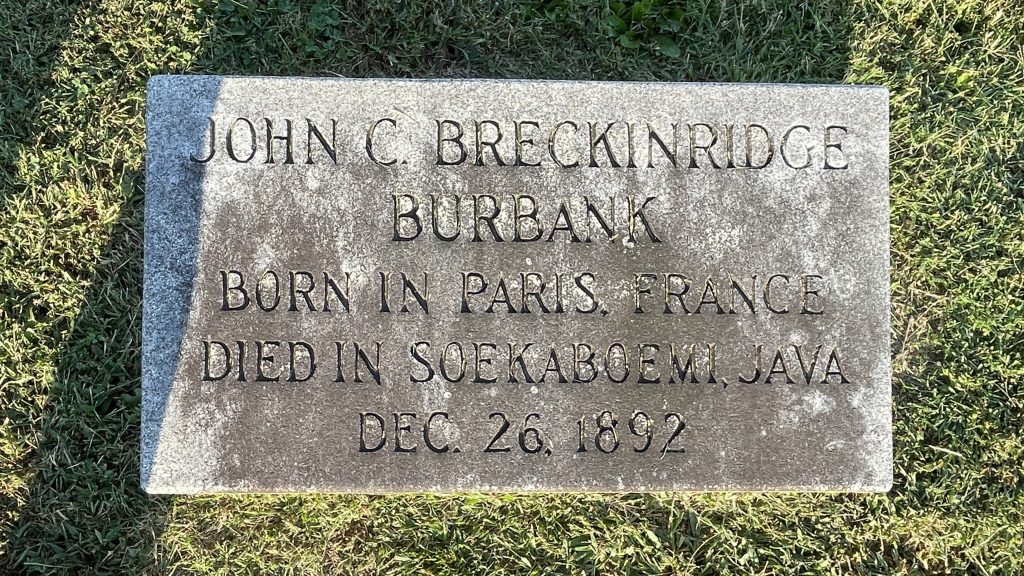 JOHN C. BRECKINRIDGE
BURBANK
BORN IN PARIS, FRANCE
DIED IN SOEKABOEMI, JAVA
DEC. 26, 1892